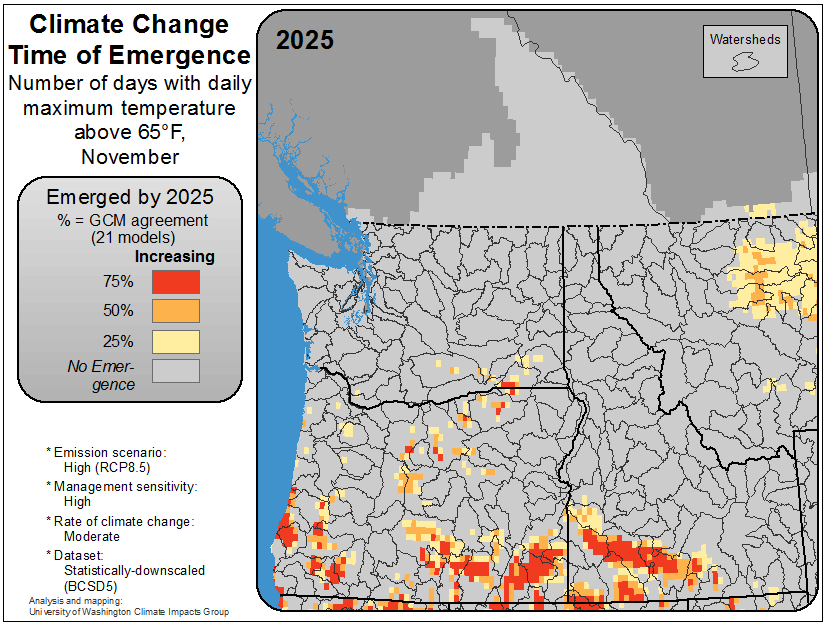 Climate Change
Time of Emergence
Number of days with daily
maximum temperature
above 65°F,
November
Emerged by 2025
% = GCM agreement
(21 models)
Increasing
75%
50%
25%
No Emer-
gence
* Emission scenario:
High (RCP8.5)
* Management sensitivity:
High
* Rate of climate change:
Moderate
* Dataset:
Statistically-downscaled
(BCSD5)
Analysis and mapping:
University of Washington Climate Impacts Group
2025
Watersheds